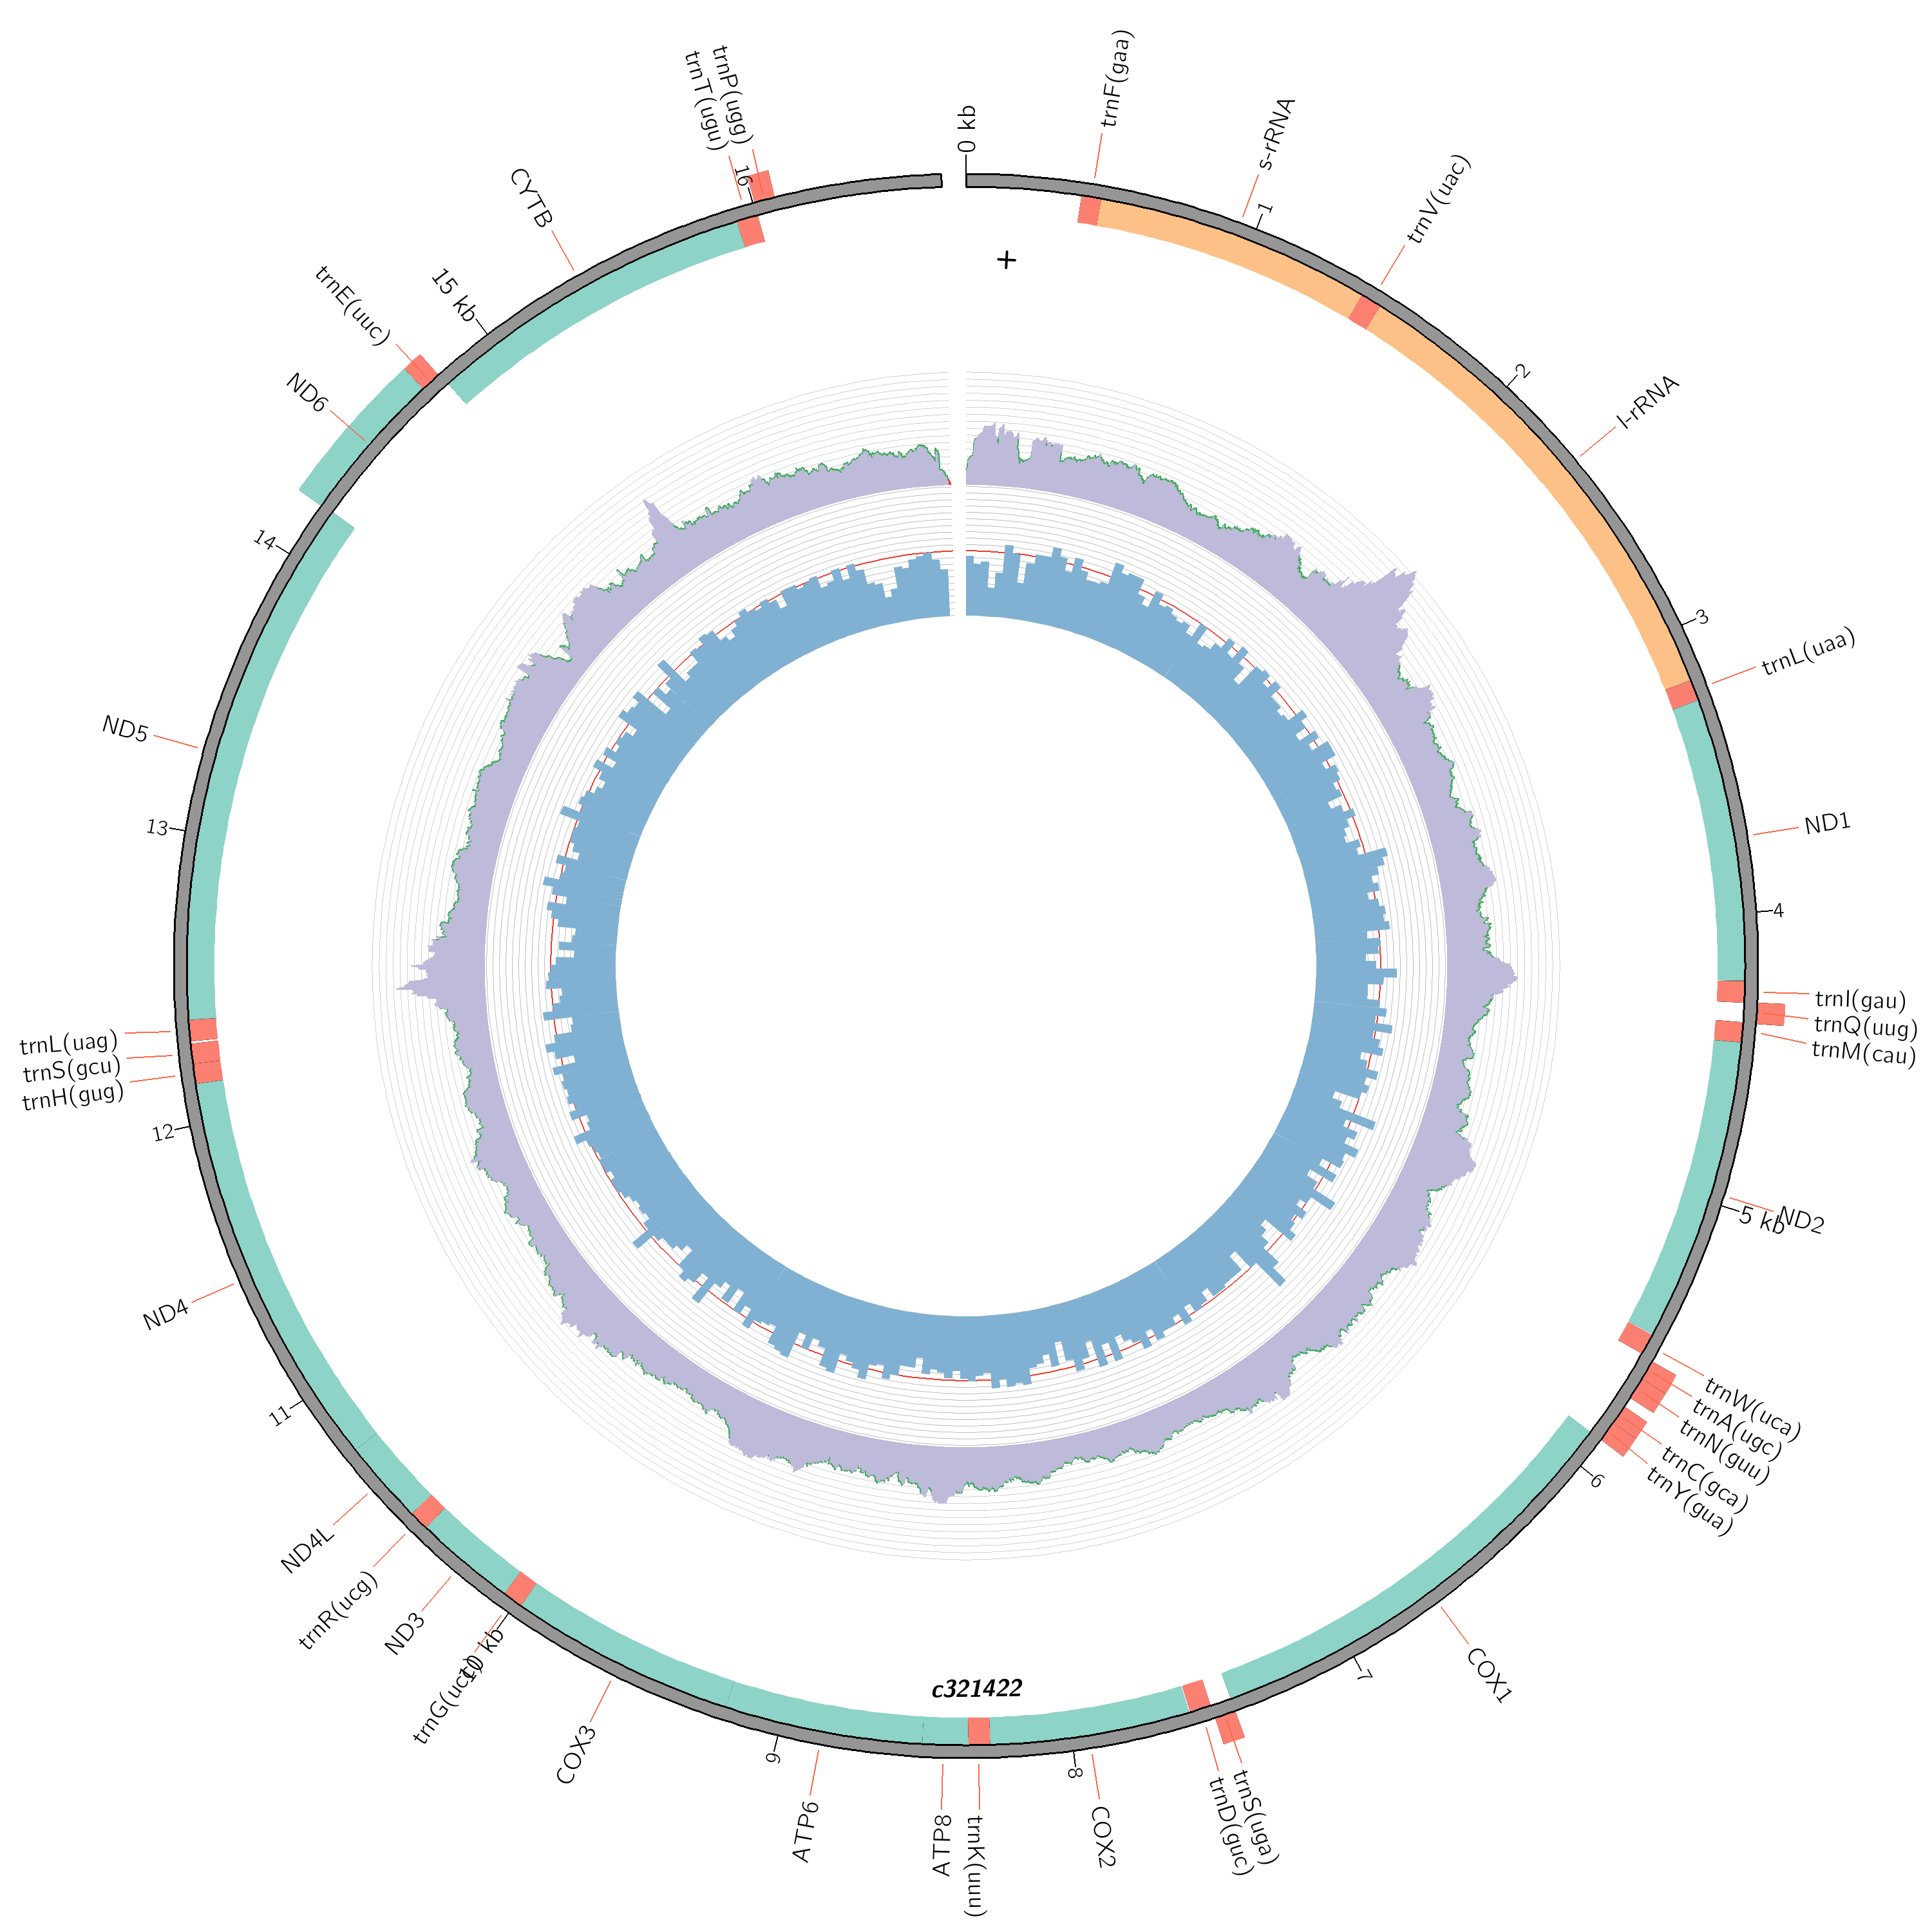 0 kb
trnF(gaa)
s-rRNA
1
trnV(uac)
2
l-rRNA
3
trnL(uaa)
ND1
4
trnI(gau)
trnQ(uug)
trnM(cau)
ND2
5 kb
trnW(uca)
trnA(ugc)
trnN(guu)
trnC(gca)
trnY(gua)
6
COX1
7
trnS(uga)
trnD(guc)
COX2
8
trnK(uuu)
ATP8
ATP6
9
COX3
10 kb
trnG(ucc)
ND3
trnR(ucg)
ND4L
11
ND4
12
trnH(gug)
trnS(gcu)
trnL(uag)
13
ND5
14
ND6
trnE(uuc)
15 kb
CYTB
16
trnT(ugu)
trnP(ugg)
+
c321422